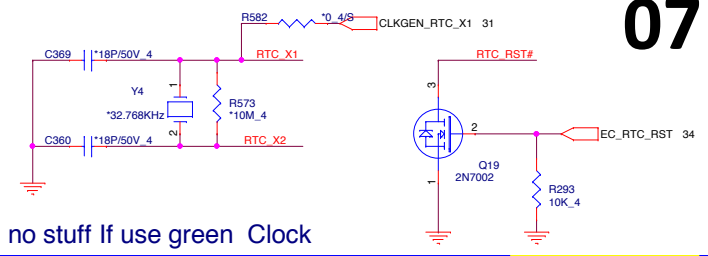 07
R582
*0_4/S
CLKGEN_RTC_X1 31
C369
*18P/50V_4
RTC_X1
RTC_RST#
Y4
*32.768KHz
1
2
R573
*10M_4
3
2
1
EC_RTC_RST 34
C360
*18P/50V_4
RTC_X2
Q19
2N7002
R293
10K_4
no stuff If use green Clock